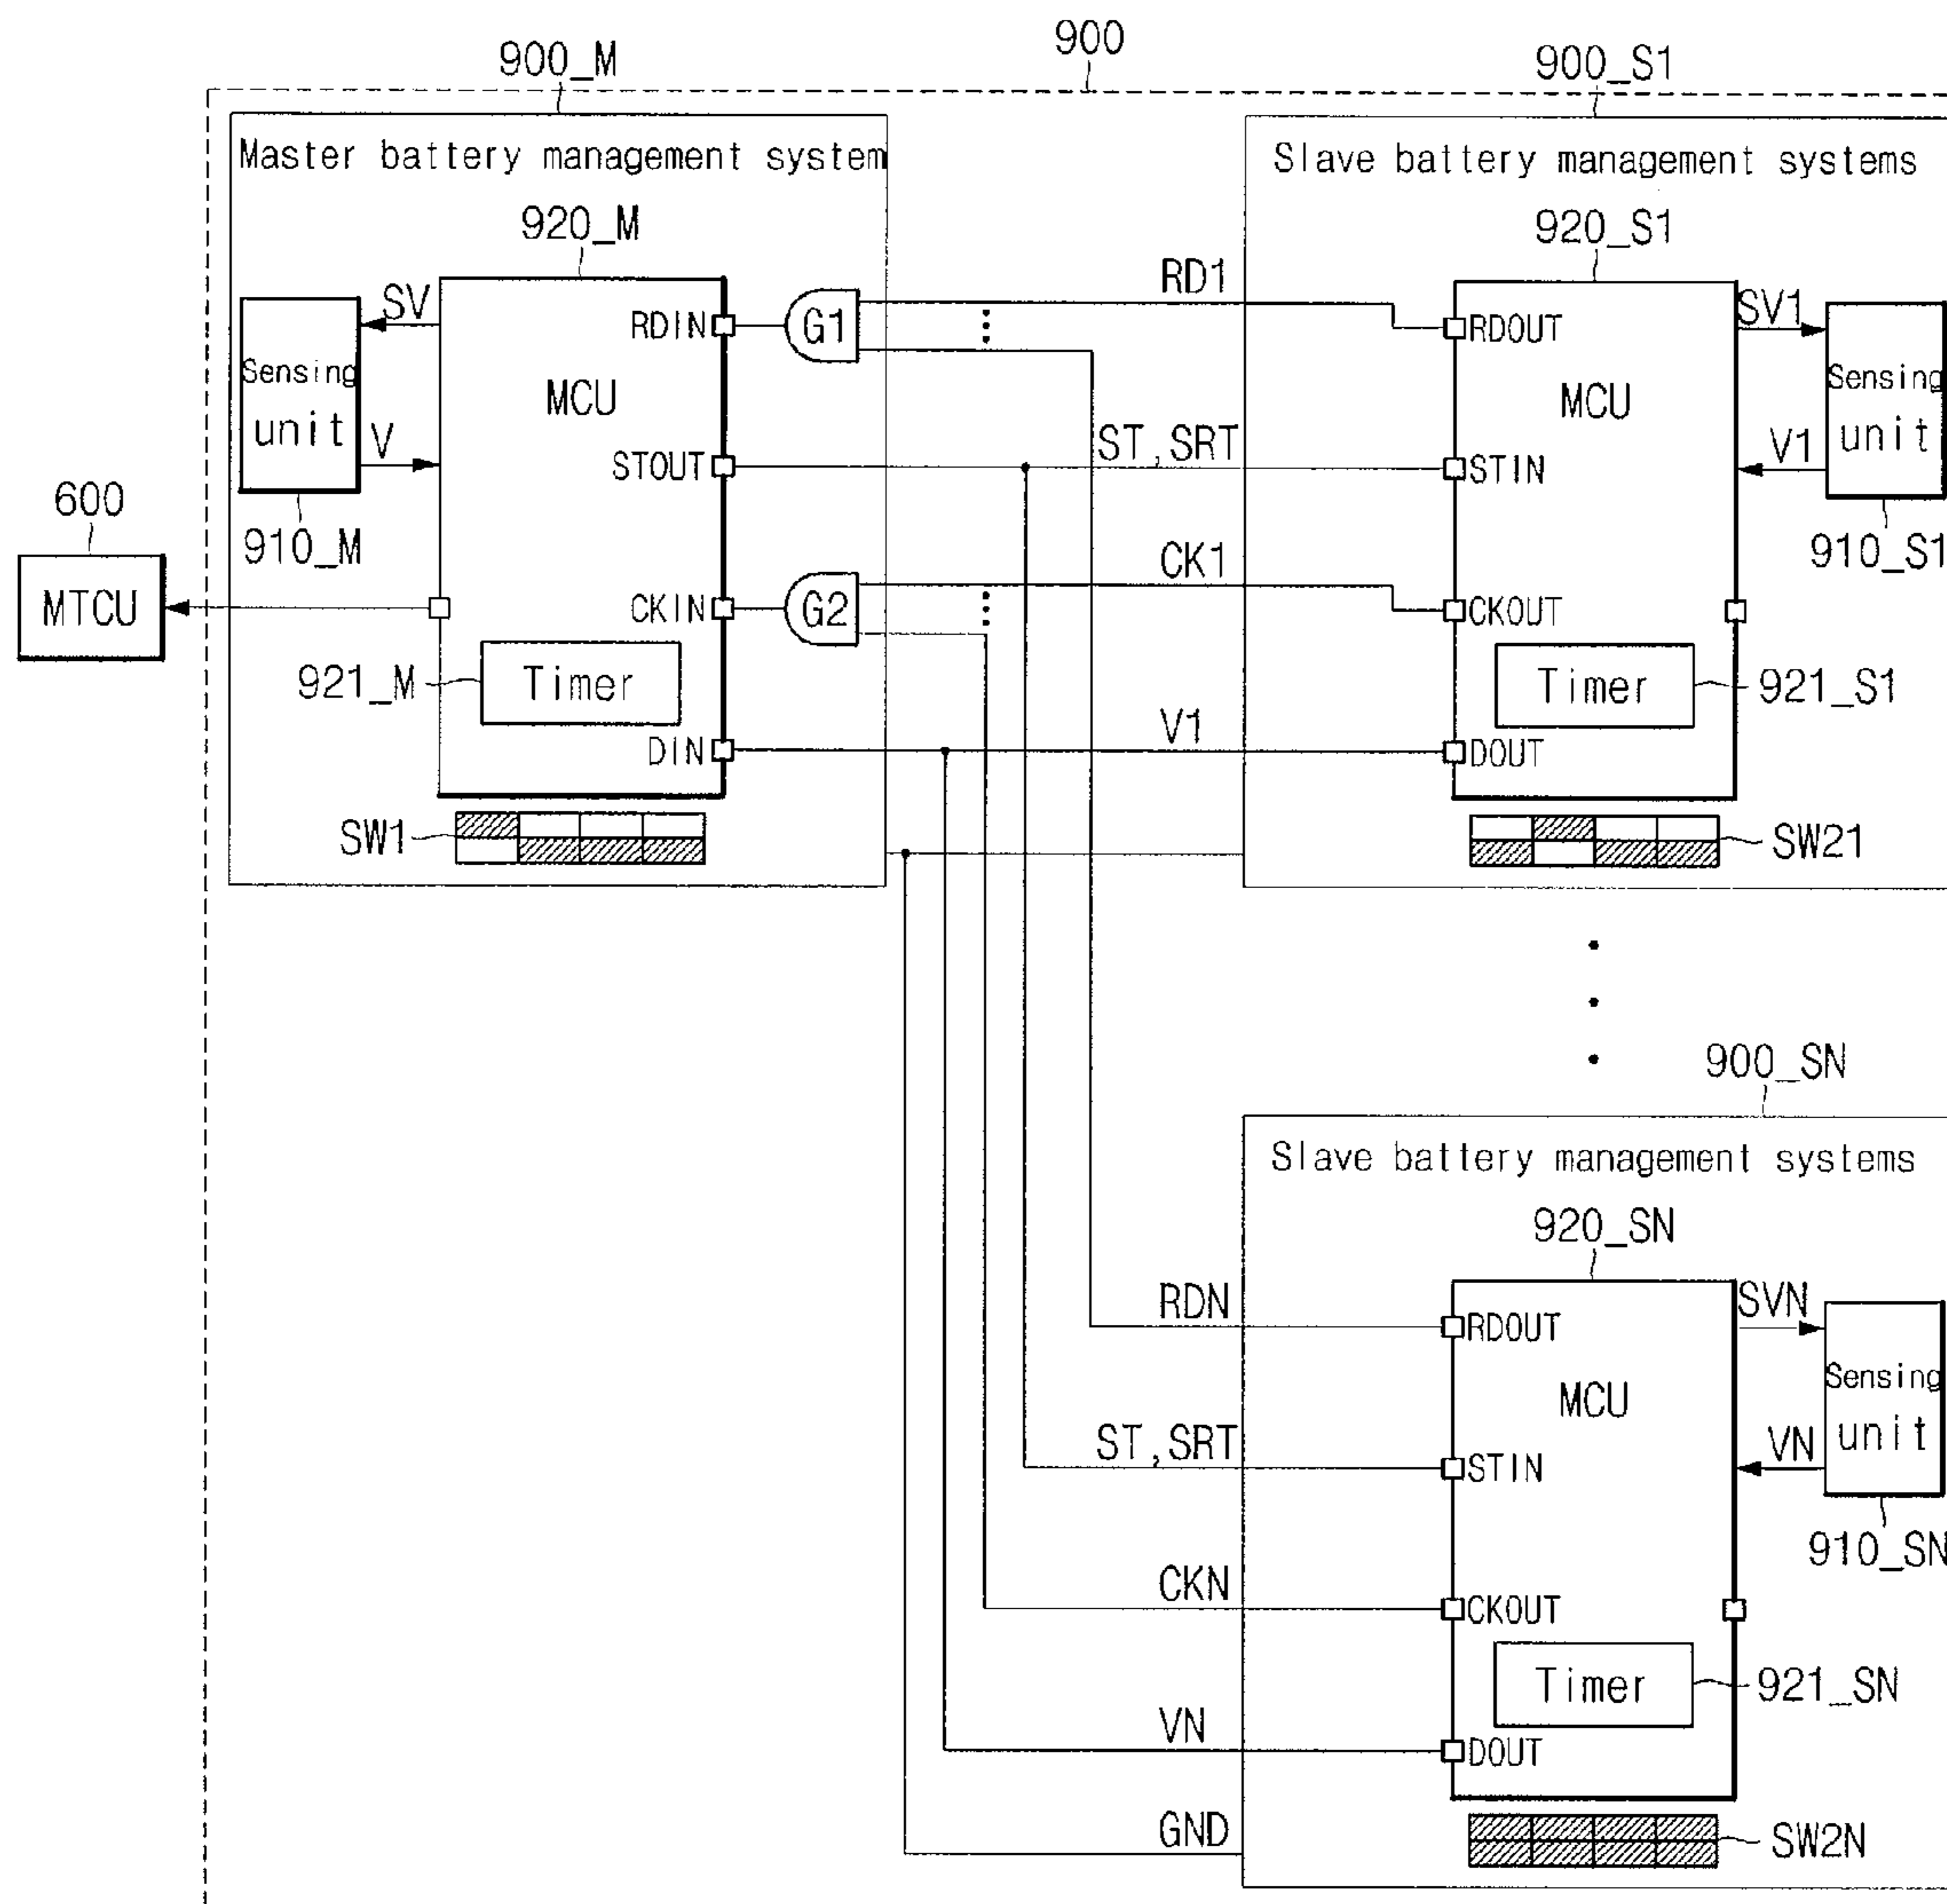 900
900_M
900_S1
Master battery management system
Slave battery management systems
920_M
920_S1
SV
Sensing
unit
V
910_M
MCU
RDIN
STOUT
CKIN
DIN
G1
G2
921_M
Timer
SW1
600
MTCU
RD1
ST,SRT
CK1
V1
RDOUT
STIN
CKOUT
DOUT
MCU
Timer
921_S1
SV1
V1
Sensing
unit
910_S1
SW21
900_SN
Slave battery management systems
920_SN
RDN
ST,SRT
CKN
VN
GND
RDOUT
STIN
CKOUT
DOUT
MCU
Timer
921_SN
SVN
VN
Sensing
unit
910_SN
SW2N